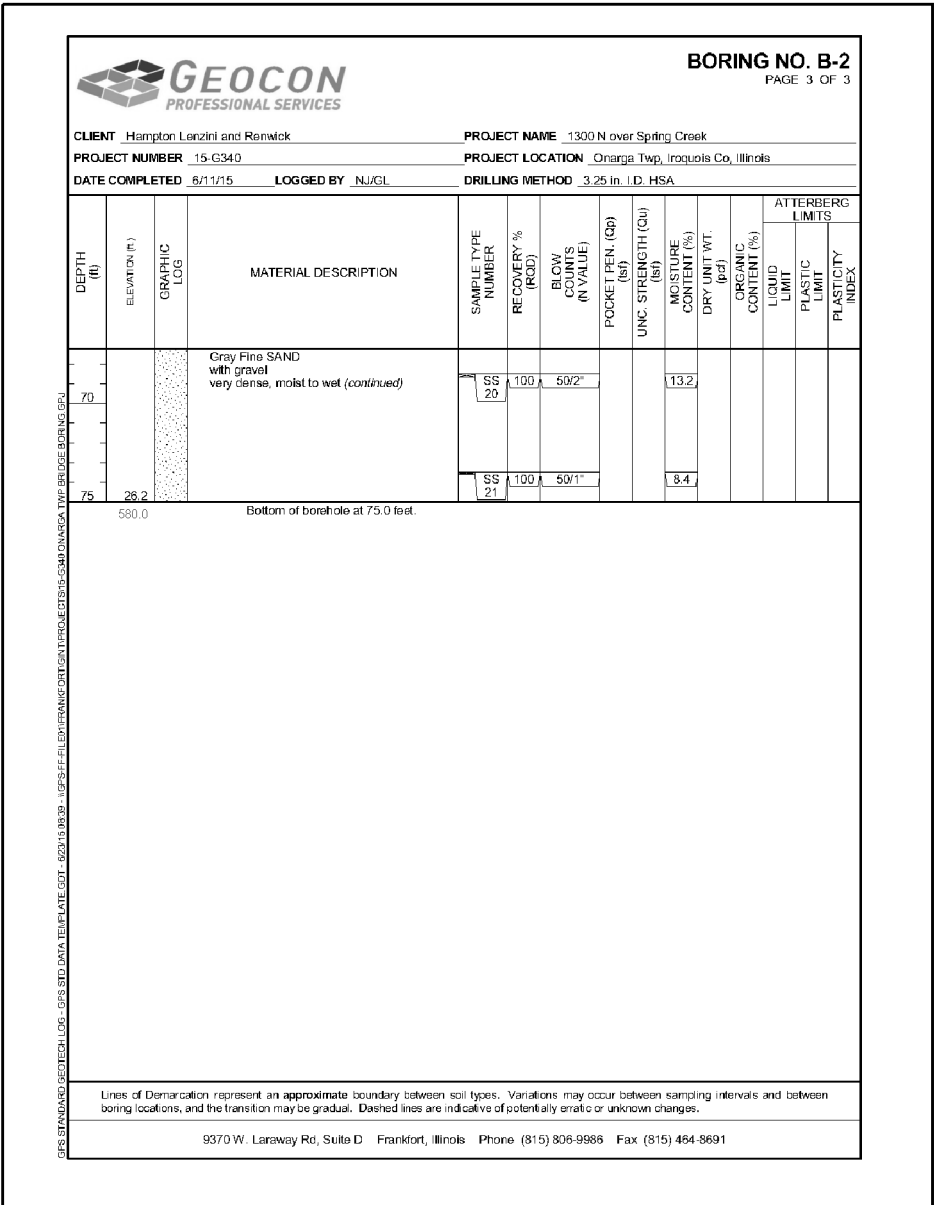 GEOCON
PROFESSIONAL SERVICES
BORING NO. B-2
PAGE 3 OF 3
CLIENT Hampton Lenzini and Renwick
PROJECT NAME 1300 N over Spring Creek
PROJECT NUMBER 15-G340
PROJECT LOCATION Onarga Twp, Iroquois Co, Illinois
DATE COMPLETED 6/11/15 LOGGED BY NJ/GL
DRILLING METHOD 3.25 in. I.D. HSA
DEPTH
(ft)
ELEVATION (ft.)
GRAPHIC
LOG
MATERIAL DESCRIPTION
SAMPLE TYPE
NUMBER
RECOVERY %
(RQD)
BLOW
COUNTS
(N VALUE)
POCKET PEN. (Qp)
(tsf)
UNC. STRENGTH (Qu)
(tsf)
MOISTURE
CONTENT (%)
DRY UNIT WT.
(pcf)
ORGANIC
CONTENT (%)
ATTERBERG
LIMITS
LIQUID
LIMIT
PLASTIC
LIMIT
PLASTICITY
INDEX
Gray Fine SAND
with gravel
very dense, moist to wet (continued)
SS
20
100
50/2"
13.2
70
SS
21
100
50/1"
8.4
75
26.2
580.0
Bottom of borehole at 75.0 feet.
Lines of Demarcation represent an approximate boundary between soil types. Variations may occur between sampling intervals and between
boring locations, and the transition may be gradual. Dashed lines are indicative of potentially erratic or unknown changes.
9370 W. Laraway Rd, Suite D Frankfort, Illinois Phone (815) 806-9986 Fax (815) 464-8691
GPS STANDARD GEOTECH LOG - GPS STD DATA TEMPLATE.GDT - 6/23/15 08:39 - \\GPS-FF-FILE01\FRANKFORT\GINT\PROJECTS\15-G340 ONARGA TWP BRIDGE BORING.GPJ